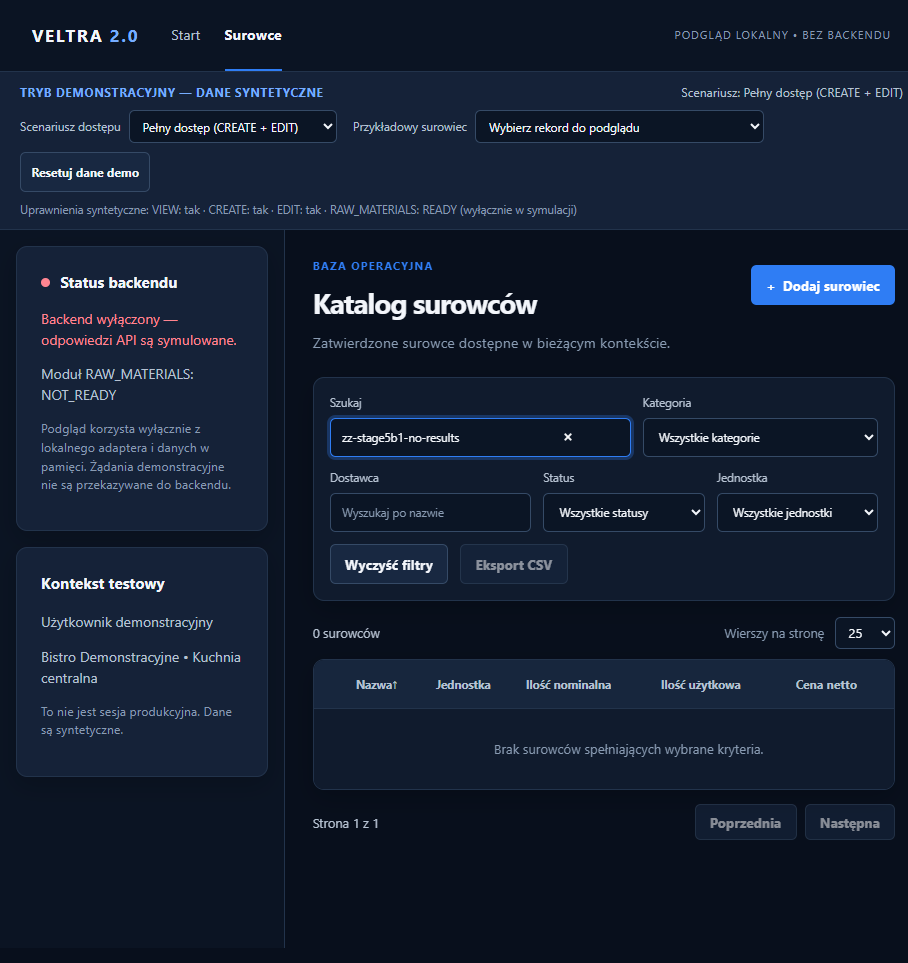 VELTRA 2.0
Start
Surowce
PODGLĄD LOKALNY • BEZ BACKENDU
TRYB DEMONSTRACYJNY — DANE SYNTETYCZNE
Scenariusz: Pełny dostęp (CREATE + EDIT)
Scenariusz dostępu
Pełny dostęp (CREATE + EDIT)
Przykładowy surowiec
Wybierz rekord do podglądu
Resetuj dane demo
Uprawnienia syntetyczne: VIEW: tak · CREATE: tak · EDIT: tak · RAW_MATERIALS: READY (wyłącznie w symulacji)
Status backendu
Backend wyłączony —
odpowiedzi API są symulowane.
Moduł RAW_MATERIALS:
NOT_READY
Podgląd korzysta wyłącznie z
lokalnego adaptera i danych w
pamięci. Żądania demonstracyjne
nie są przekazywane do backendu.
Kontekst testowy
Użytkownik demonstracyjny
Bistro Demonstracyjne • Kuchnia
centralna
To nie jest sesja produkcyjna. Dane
są syntetyczne.
BAZA OPERACYJNA
Katalog surowców
Zatwierdzone surowce dostępne w bieżącym kontekście.
+ Dodaj surowiec
Szukaj
zz-stage5b1-no-results ×
Kategoria
Wszystkie kategorie
Dostawca
Wyszukaj po nazwie
Status
Wszystkie statusy
Jednostka
Wszystkie jednostki
Wyczyść filtry
Eksport CSV
0 surowców
Wierszy na stronę
25
Nazwa↑ Jednostka Ilość nominalna Ilość użytkowa Cena netto
Brak surowców spełniających wybrane kryteria.
Strona 1 z 1
Poprzednia
Następna